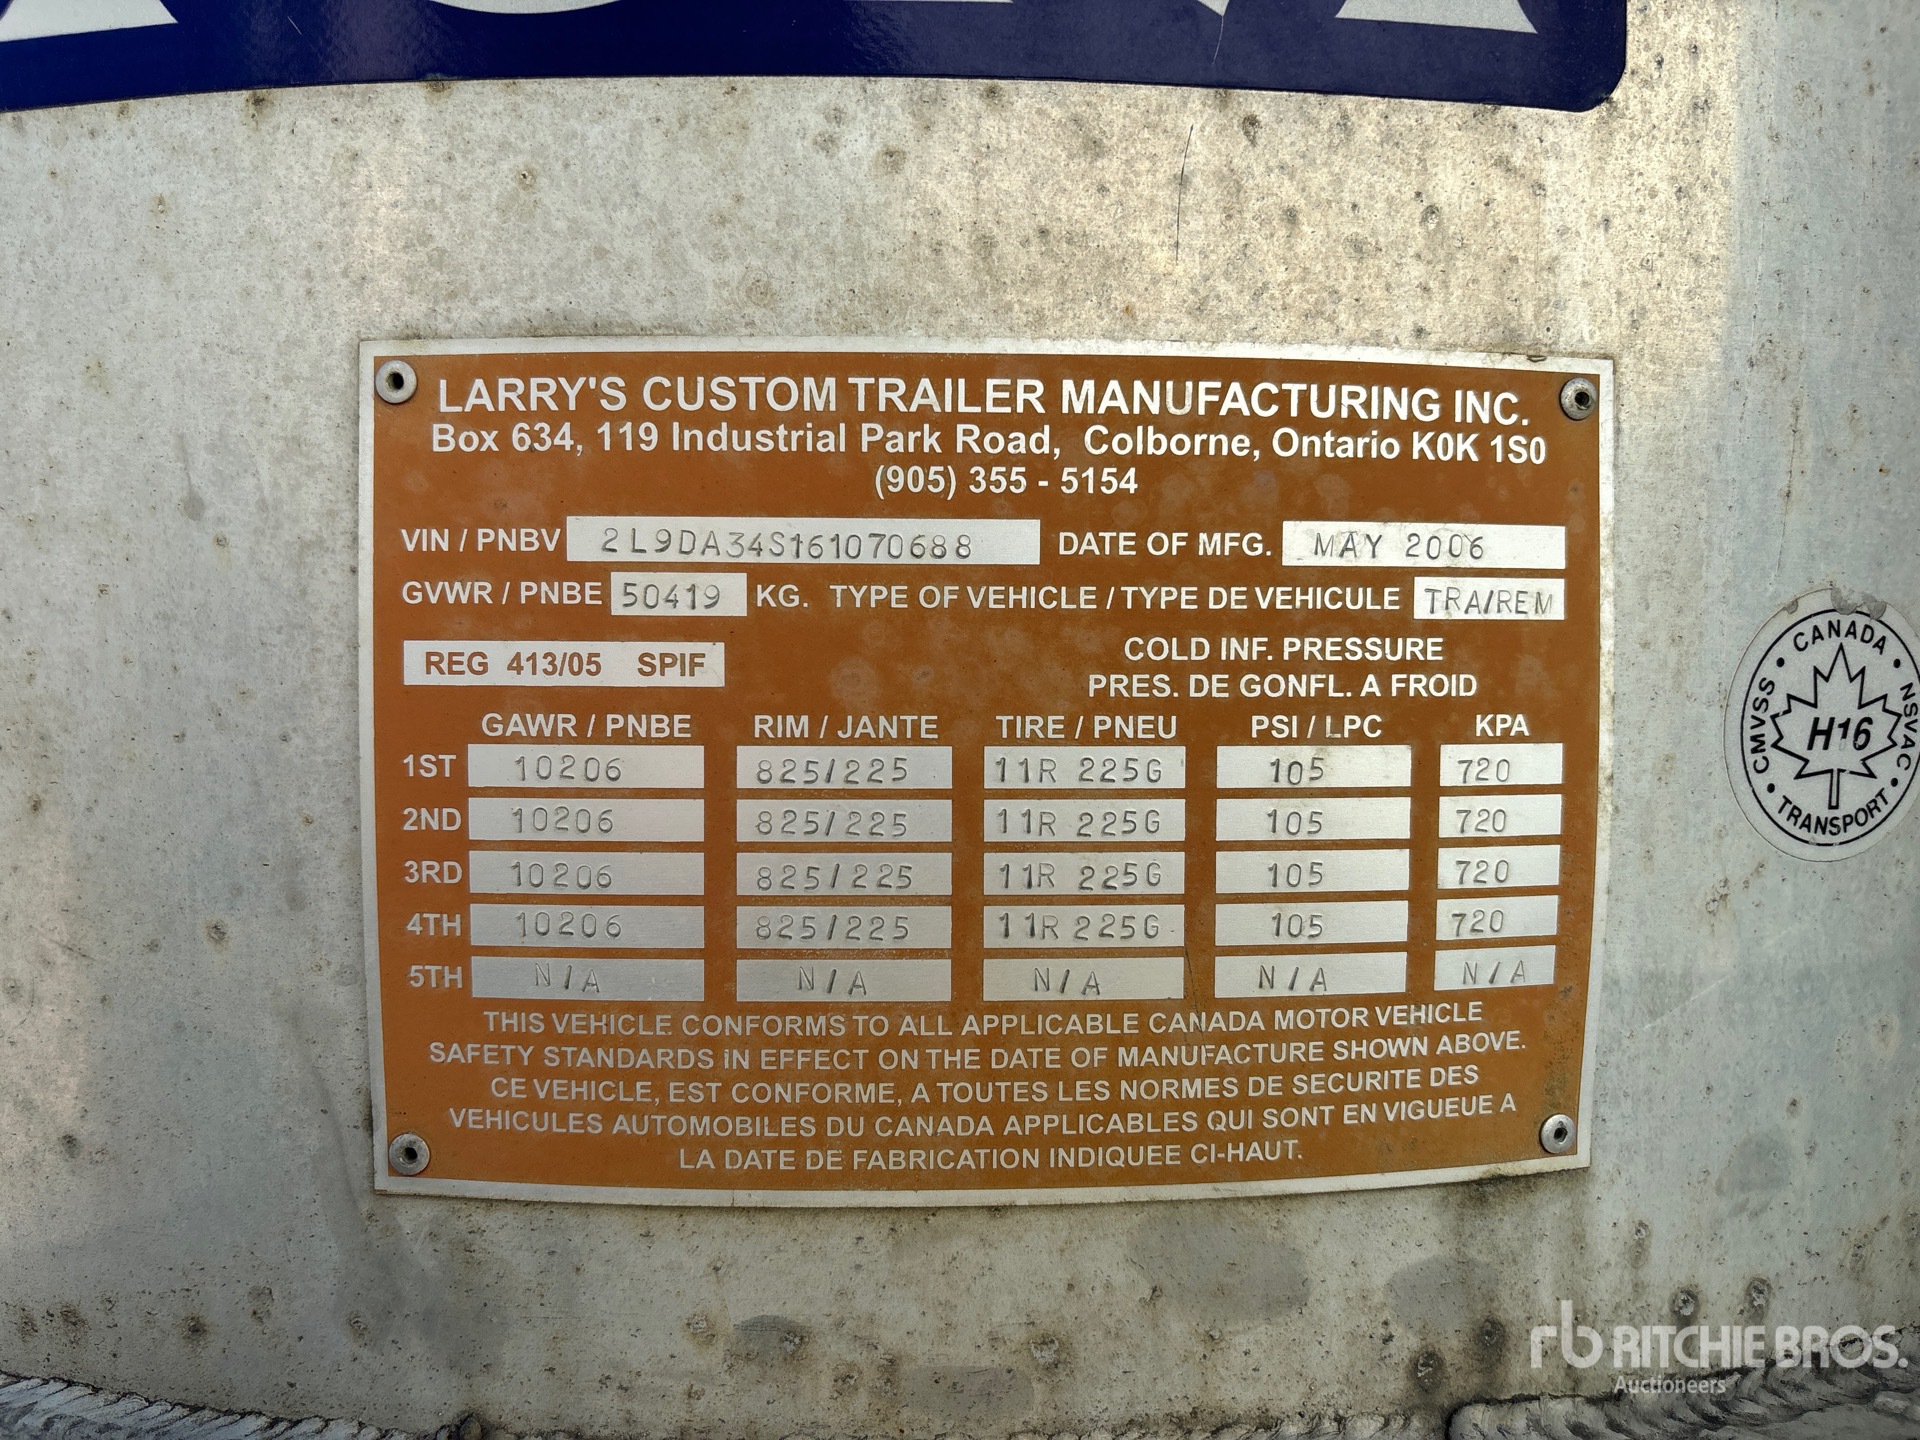 LARRY'S CUSTOM TRAILER MANUFACTURING INC.
Box 634, 119 Industrial Park Road, Colborne, Ontario K0K 1S0
(905) 355 - 5154
VIN / PNBV 2L9DA34S161070688 DATE OF MFG. MAY 2006
GVWR / PNBE 50419 KG. TYPE OF VEHICLE / TYPE DE VEHICULE TRA/REM
REG 413/05 SPIF
COLD INF. PRESSURE
PRES. DE GONFL. A FROID
GAWR / PNBE RIM / JANTE TIRE / PNEU PSI / LPC KPA
1ST 10206 825/225 11R 225G 105 720
2ND 10206 825/225 11R 225G 105 720
3RD 10206 825/225 11R 225G 105 720
4TH 10206 825/225 11R 225G 105 720
5TH N/A N/A N/A N/A N/A
THIS VEHICLE CONFORMS TO ALL APPLICABLE CANADA MOTOR VEHICLE
SAFETY STANDARDS IN EFFECT ON THE DATE OF MANUFACTURE SHOWN ABOVE.
CE VEHICLE, EST CONFORME, A TOUTES LES NORMES DE SECURITE DES
VEHICULES AUTOMOBILES DU CANADA APPLICABLES QUI SONT EN VIGUEUE A
LA DATE DE FABRICATION INDIQUEE CI-HAUT.
CANADA • NSVAC • TRANSPORT • CMVSS •
H16
rb RITCHIE BROS.
Auctioneers